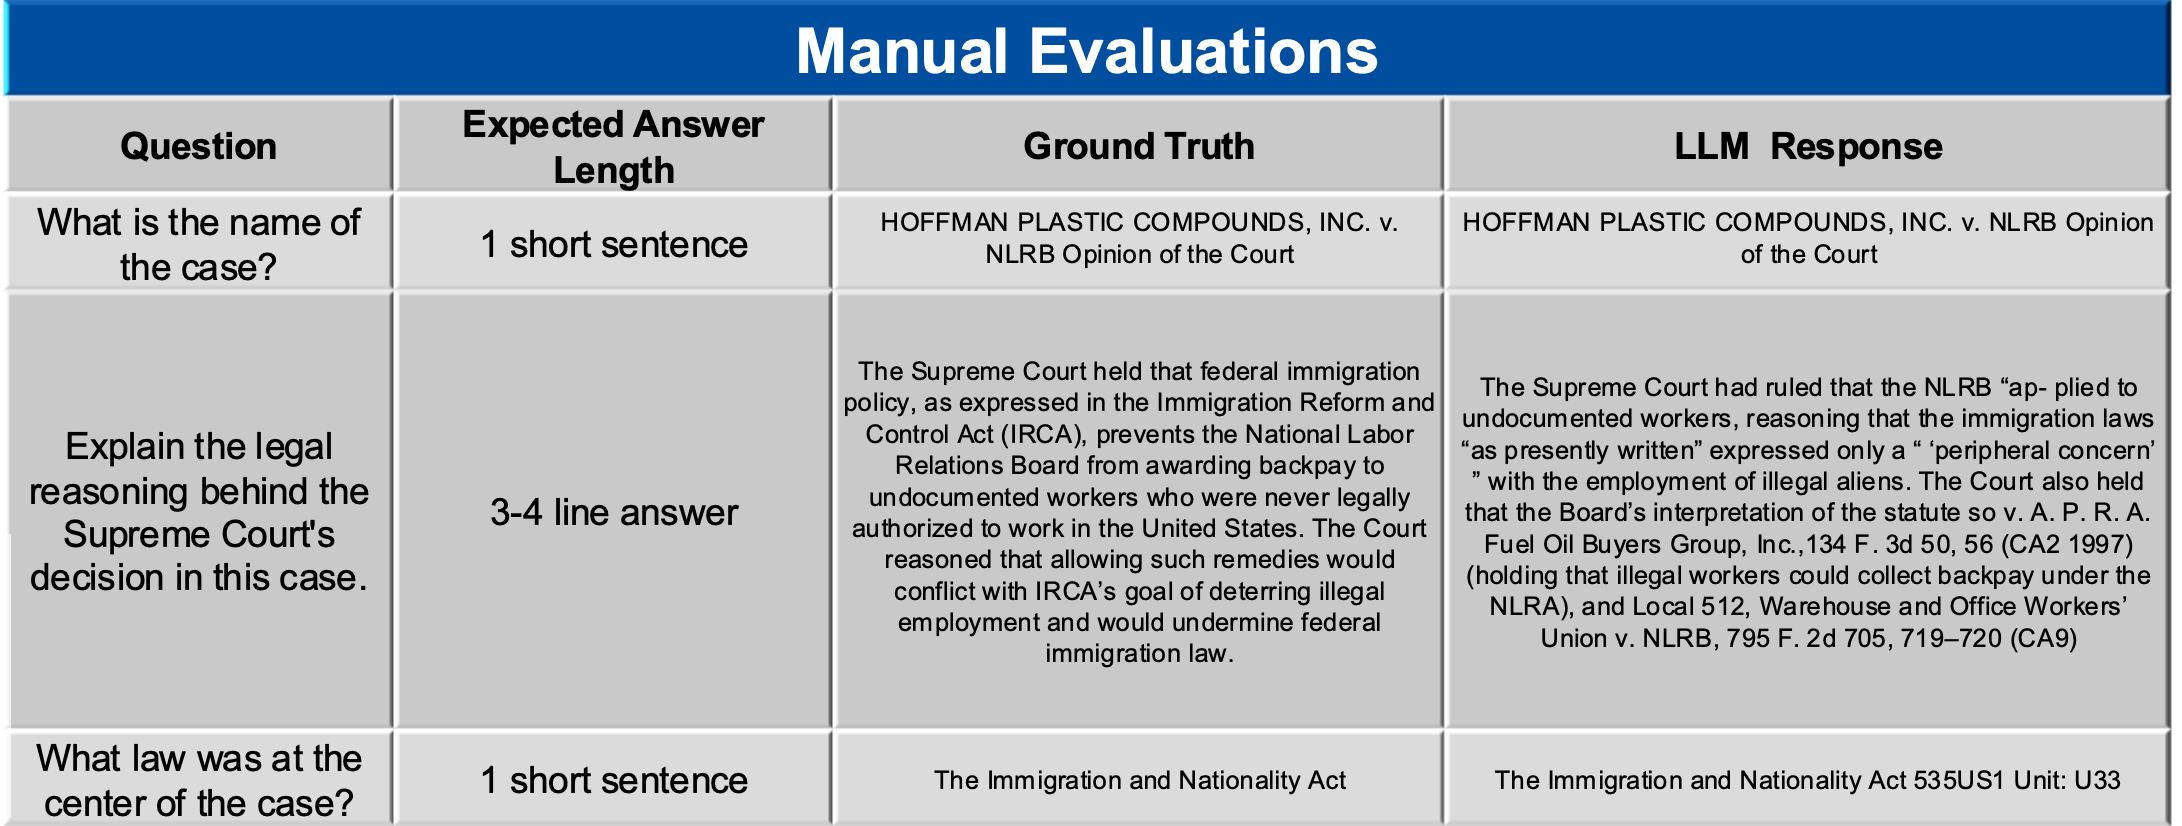 Manual Evaluations
Question
Expected Answer
Length
Ground Truth
LLM  Response
What is the name of
the case?
1 short sentence
HOFFMAN PLASTIC COMPOUNDS, INC. v.
NLRB Opinion of the Court
HOFFMAN PLASTIC COMPOUNDS, INC. v. NLRB Opinion
of the Court
Explain the legal
reasoning behind the
Supreme Court's
decision in this case.
3-4 line answer
The Supreme Court held that federal immigration
policy, as expressed in the Immigration Reform and
Control Act (IRCA), prevents the National Labor
Relations Board from awarding backpay to
undocumented workers who were never legally
authorized to work in the United States. The Court
reasoned that allowing such remedies would
conflict with IRCA’s goal of deterring illegal
employment and would undermine federal
immigration law.
The Supreme Court had ruled that the NLRB “ap- plied to
undocumented workers, reasoning that the immigration laws
“as presently written” expressed only a “ ‘peripheral concern’
” with the employment of illegal aliens. The Court also held
that the Board’s interpretation of the statute so v. A. P. R. A.
Fuel Oil Buyers Group, Inc.,134 F. 3d 50, 56 (CA2 1997)
(holding that illegal workers could collect backpay under the
NLRA), and Local 512, Warehouse and Office Workers’
Union v. NLRB, 795 F. 2d 705, 719–720 (CA9)
What law was at the
center of the case?
1 short sentence
The Immigration and Nationality Act
The Immigration and Nationality Act 535US1 Unit: U33